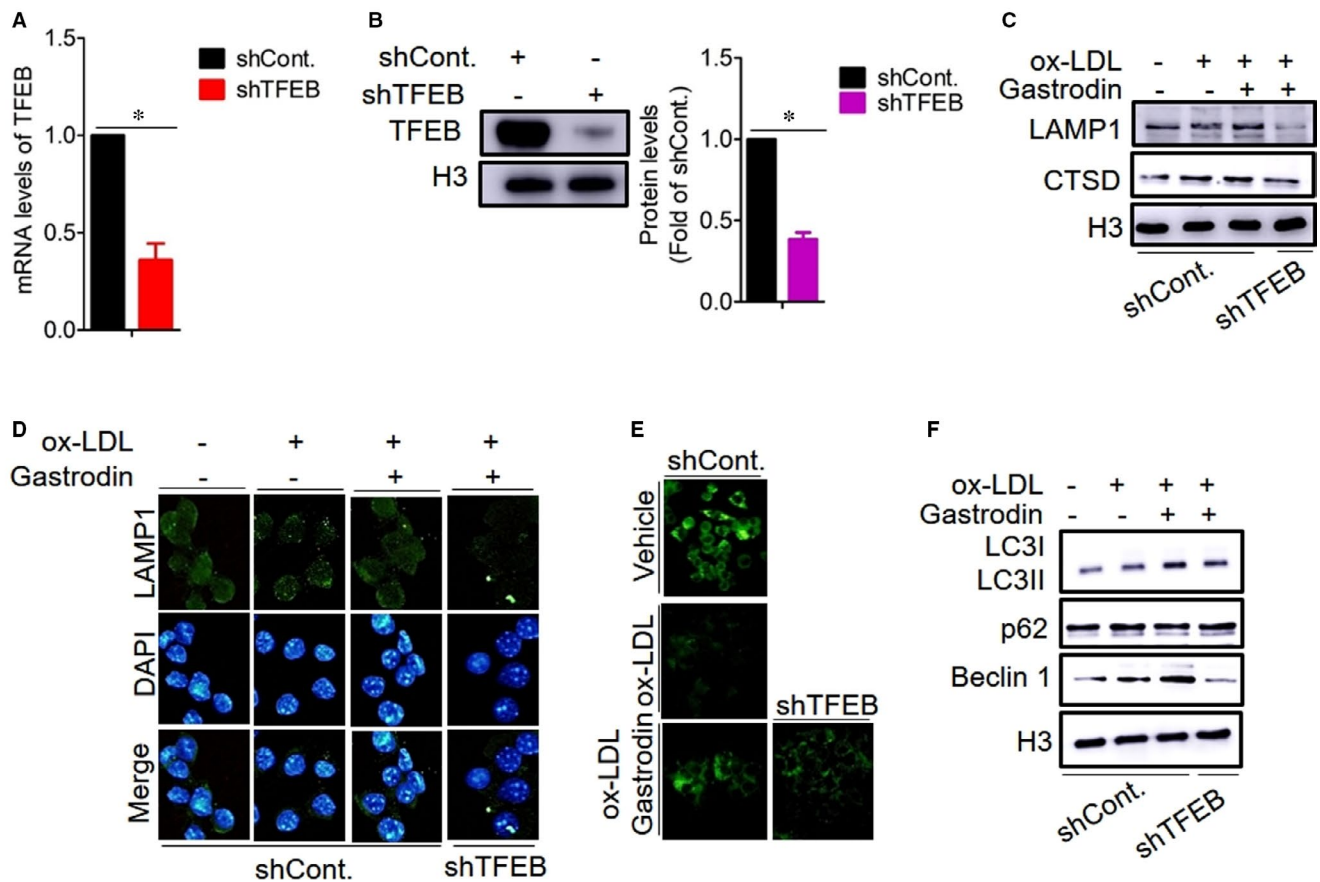 A
1.5
1.0
0.5
0.0
mRNA levels of TFEB
*
shCont.
shTFEB
B
shCont. + -
shTFEB - +
TFEB
H3
1.5
1.0
0.5
0.0
Protein levels
(Fold of shCont.)
*
shCont.
shTFEB
C
ox-LDL - + + +
Gastrodin - - + +
LAMP1
CTSD
H3
shCont.
shTFEB
D
ox-LDL - + + +
Gastrodin - - + +
LAMP1
DAPI
Merge
shCont.
shTFEB
E
shCont.
Vehicle
ox-LDL
ox-LDL
Gastrodin
shTFEB
F
ox-LDL - + + +
Gastrodin - - + +
LC3I
LC3II
p62
Beclin 1
H3
shCont.
shTFEB